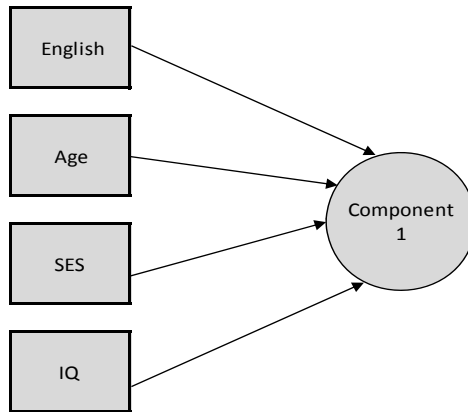 English
Age
SES
IQ
Component
1